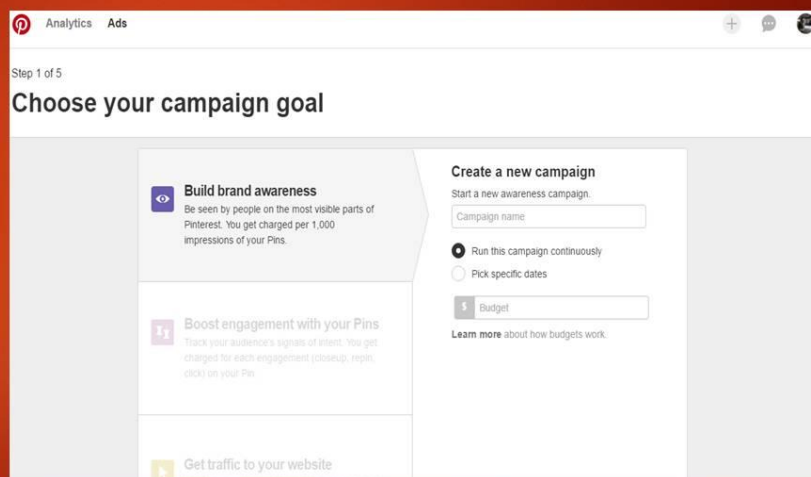 Analytics Ads
Step 1 of 5
Choose your campaign goal
Build brand awareness
Be seen by people on the most visible parts of
Pinterest. You get charged per 1,000
impressions of your Pins.
Boost engagement with your Pins
Track your audience's signals of intent. You get
charged for each engagement (closeup, repin,
click) on your Pin.
Get traffic to your website
Create a new campaign
Start a new awareness campaign.
Campaign name
Run this campaign continuously
Pick specific dates
$ Budget
Learn more about how budgets work.